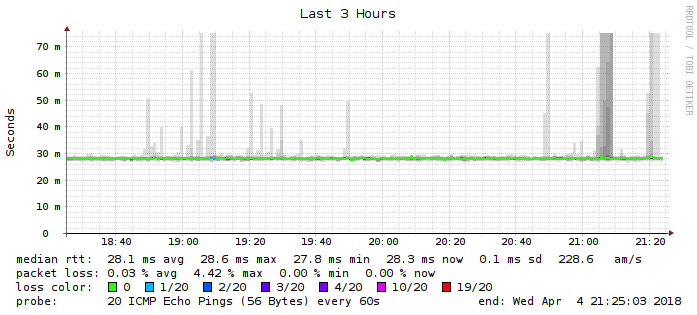 Last 3 Hours
RRDTOOL / TOBI OETIKER
Seconds
70 m
60 m
50 m
40 m
30 m
20 m
10 m
0
18:40 19:00 19:20 19:40 20:00 20:20 20:40 21:00 21:20
median rtt: 28.1 ms avg 28.6 ms max 27.8 ms min 28.3 ms now 0.1 ms sd 228.6 am/s
packet loss: 0.03 % avg 4.42 % max 0.00 % min 0.00 % now
loss color: 0 1/20 2/20 3/20 4/20 10/20 19/20
probe: 20 ICMP Echo Pings (56 Bytes) every 60s end: Wed Apr 4 21:25:03 2018